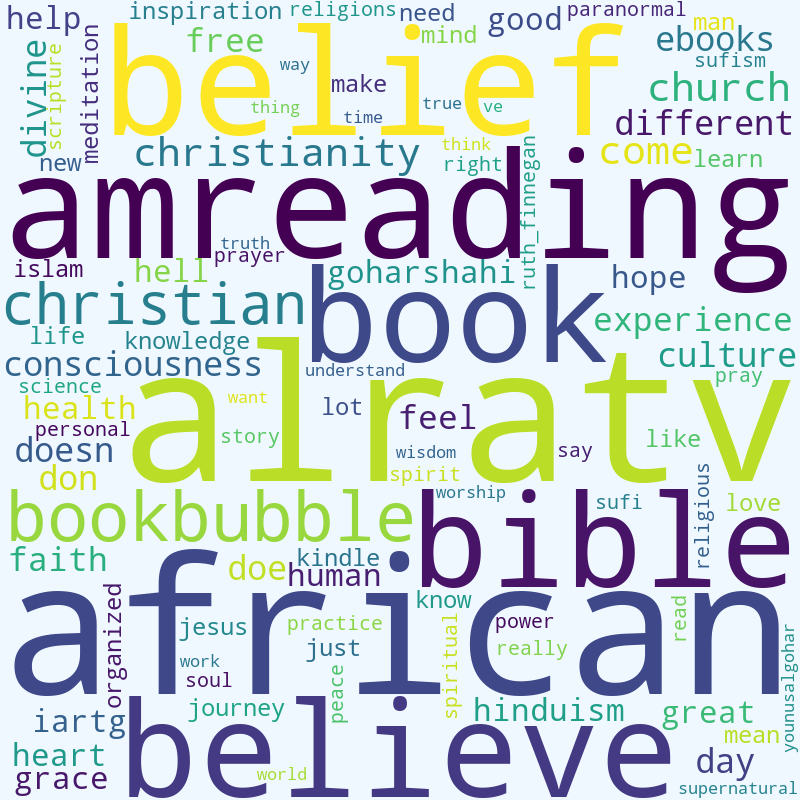 help
inspiration
religions
need
good
paranormal
man
free
mind
ebooks
sufism
divine
scripture
meditation
belief
way
make
thing
time
true
ve
church
different
think
christianity
right
come
learn
new
amreading
ruth_finnegan
truth
prayer
islam
hell
goharshahi
hope
christian
book
experience
life
knowledge
consciousness
understand
culture
science
alratv
pray
health
want
lot
feel
personal
story
like
doesn
wisdom
say
don
spirit
bookbubble
worship
bible
sufi
religious
love
faith
doe
kindle
human
african
organized
know
jesus
practice
just
power
really
read
spiritual
work
soul
peace
journey
hinduism
great
iartg
believe
mean
younusalgohar
heart
day
grace
world
supernatural